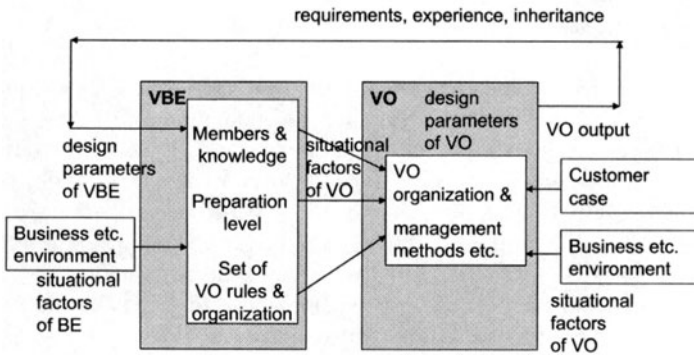 requirements, experience, inheritance
VBE
Members &
knowledge
Preparation
level
Set of
VO rules &
organization
design
parameters
of VBE
Business etc.
environment
situational
factors
of BE
situational
factors
of VO
VO
design
parameters
of VO
VO
organization &
management
methods etc.
VO output
Customer
case
Business etc.
environment
situational
factors
of VO